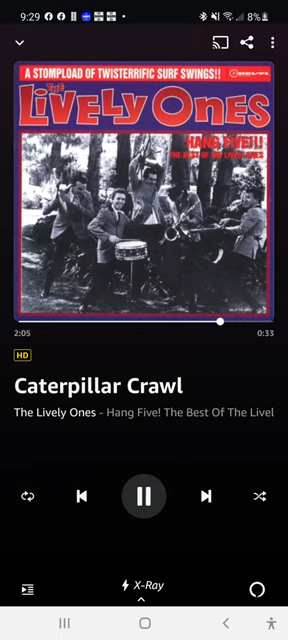 9:29
8%
A STOMPLOAD OF TWISTERRIFIC SURF SWINGS!!
THE
LIVELY ONES
HANG FIVE!!!
THE BEST OF THE LIVELY ONES
2:05
0:33
HD
Caterpillar Crawl
The Lively Ones - Hang Five! The Best Of The Livel
X-Ray